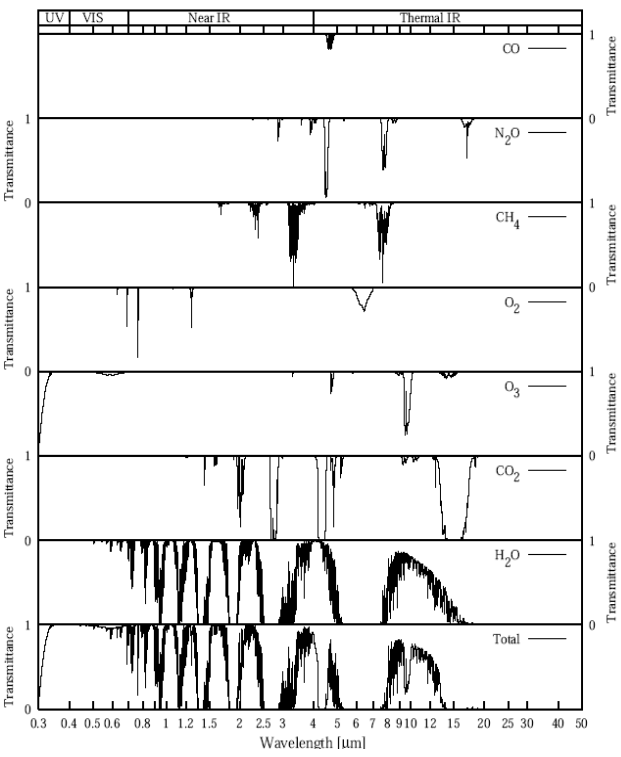 UV VIS Near IR Thermal IR
CO
1
Transmittance
0
N2O
1
Transmittance
0
CH4
1
Transmittance
0
O2
1
Transmittance
0
O3
1
Transmittance
0
CO2
1
Transmittance
0
H2O
1
Transmittance
0
Total
1
Transmittance
0
0.3 0.4 0.5 0.6 0.8 1 1.2 1.5 2 2.5 3 4 5 6 7 8 9 10 12 15 20 25 30 40 50
Wavelength [µm]